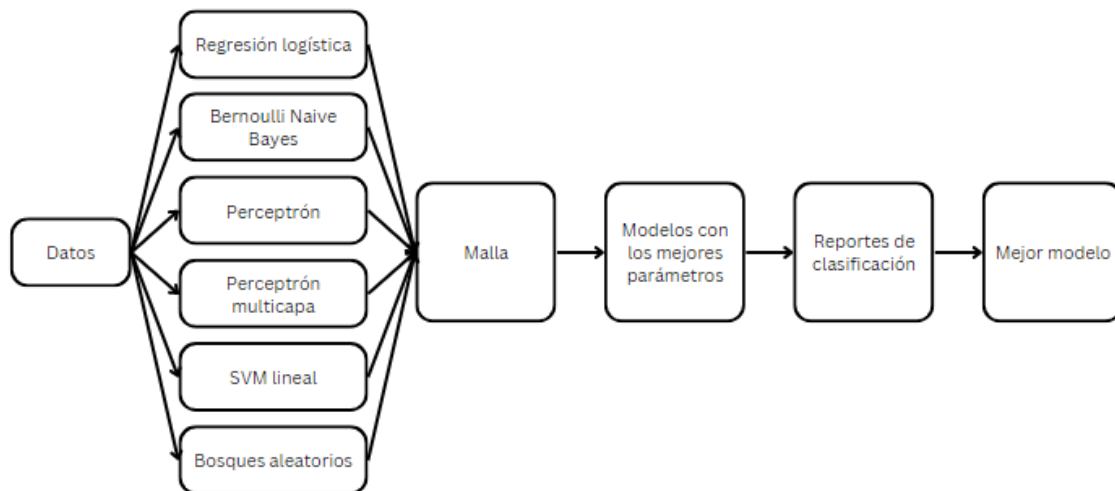 Datos
Regresión logística
Bernoulli Naive
Bayes
Perceptrón
Perceptrón
multicapa
SVM lineal
Bosques aleatorios
Malla
Modelos con
los mejores
parámetros
Reportes de
clasificación
Mejor modelo